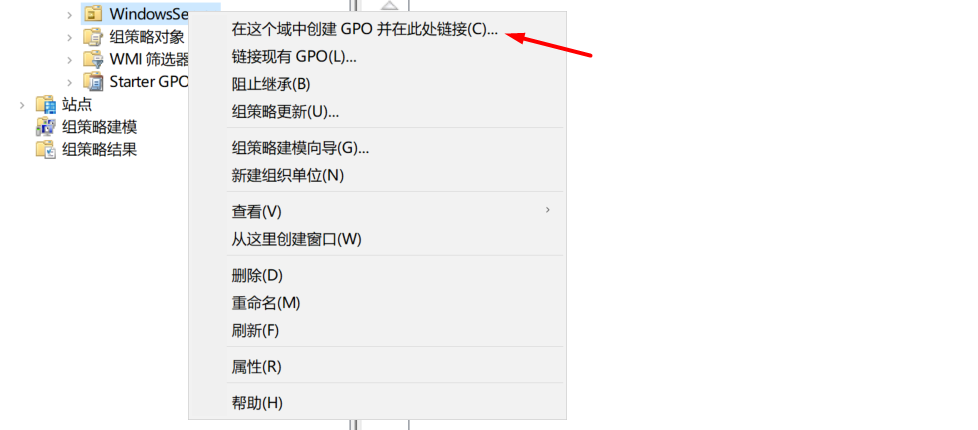 WindowsSe
组策略对象
WMI 筛选器
Starter GPO
站点
组策略建模
组策略结果
在这个域中创建 GPO 并在此处链接(C)...
链接现有 GPO(L)...
阻止继承(B)
组策略更新(U)...
组策略建模向导(G)...
新建组织单位(N)
查看(V)
从这里创建窗口(W)
删除(D)
重命名(M)
刷新(F)
属性(R)
帮助(H)